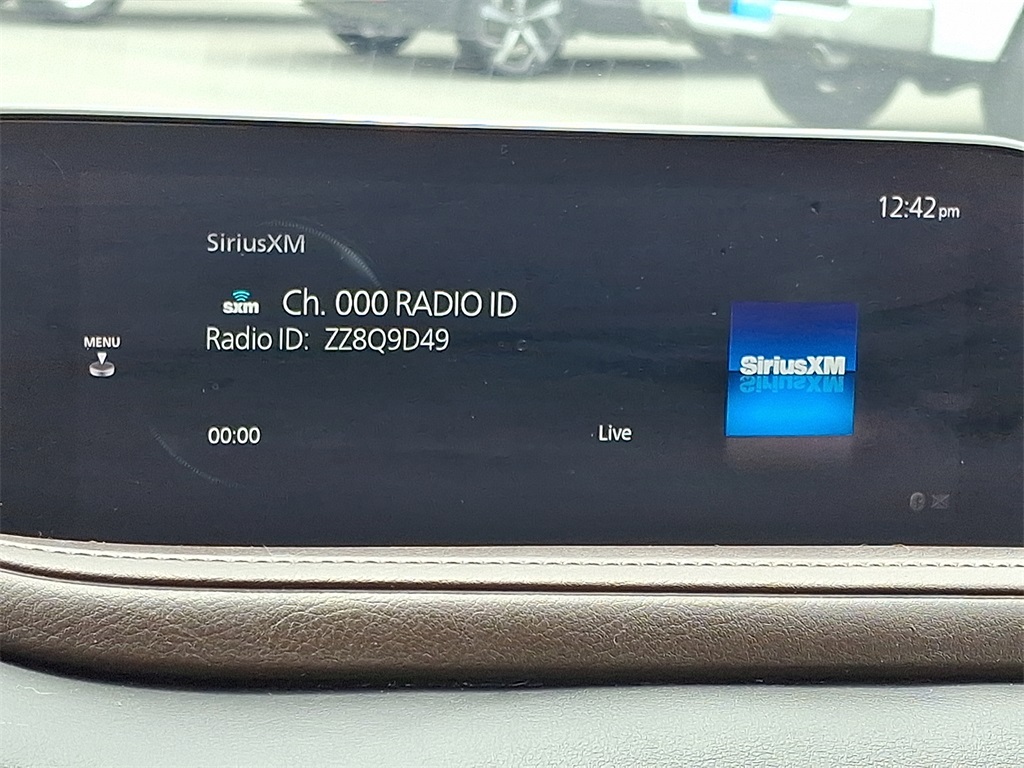 12:42pm
SiriusXM
sxm Ch. 000 RADIO ID
Radio ID: ZZ8Q9D49
MENU
SiriusXM
00:00
Live